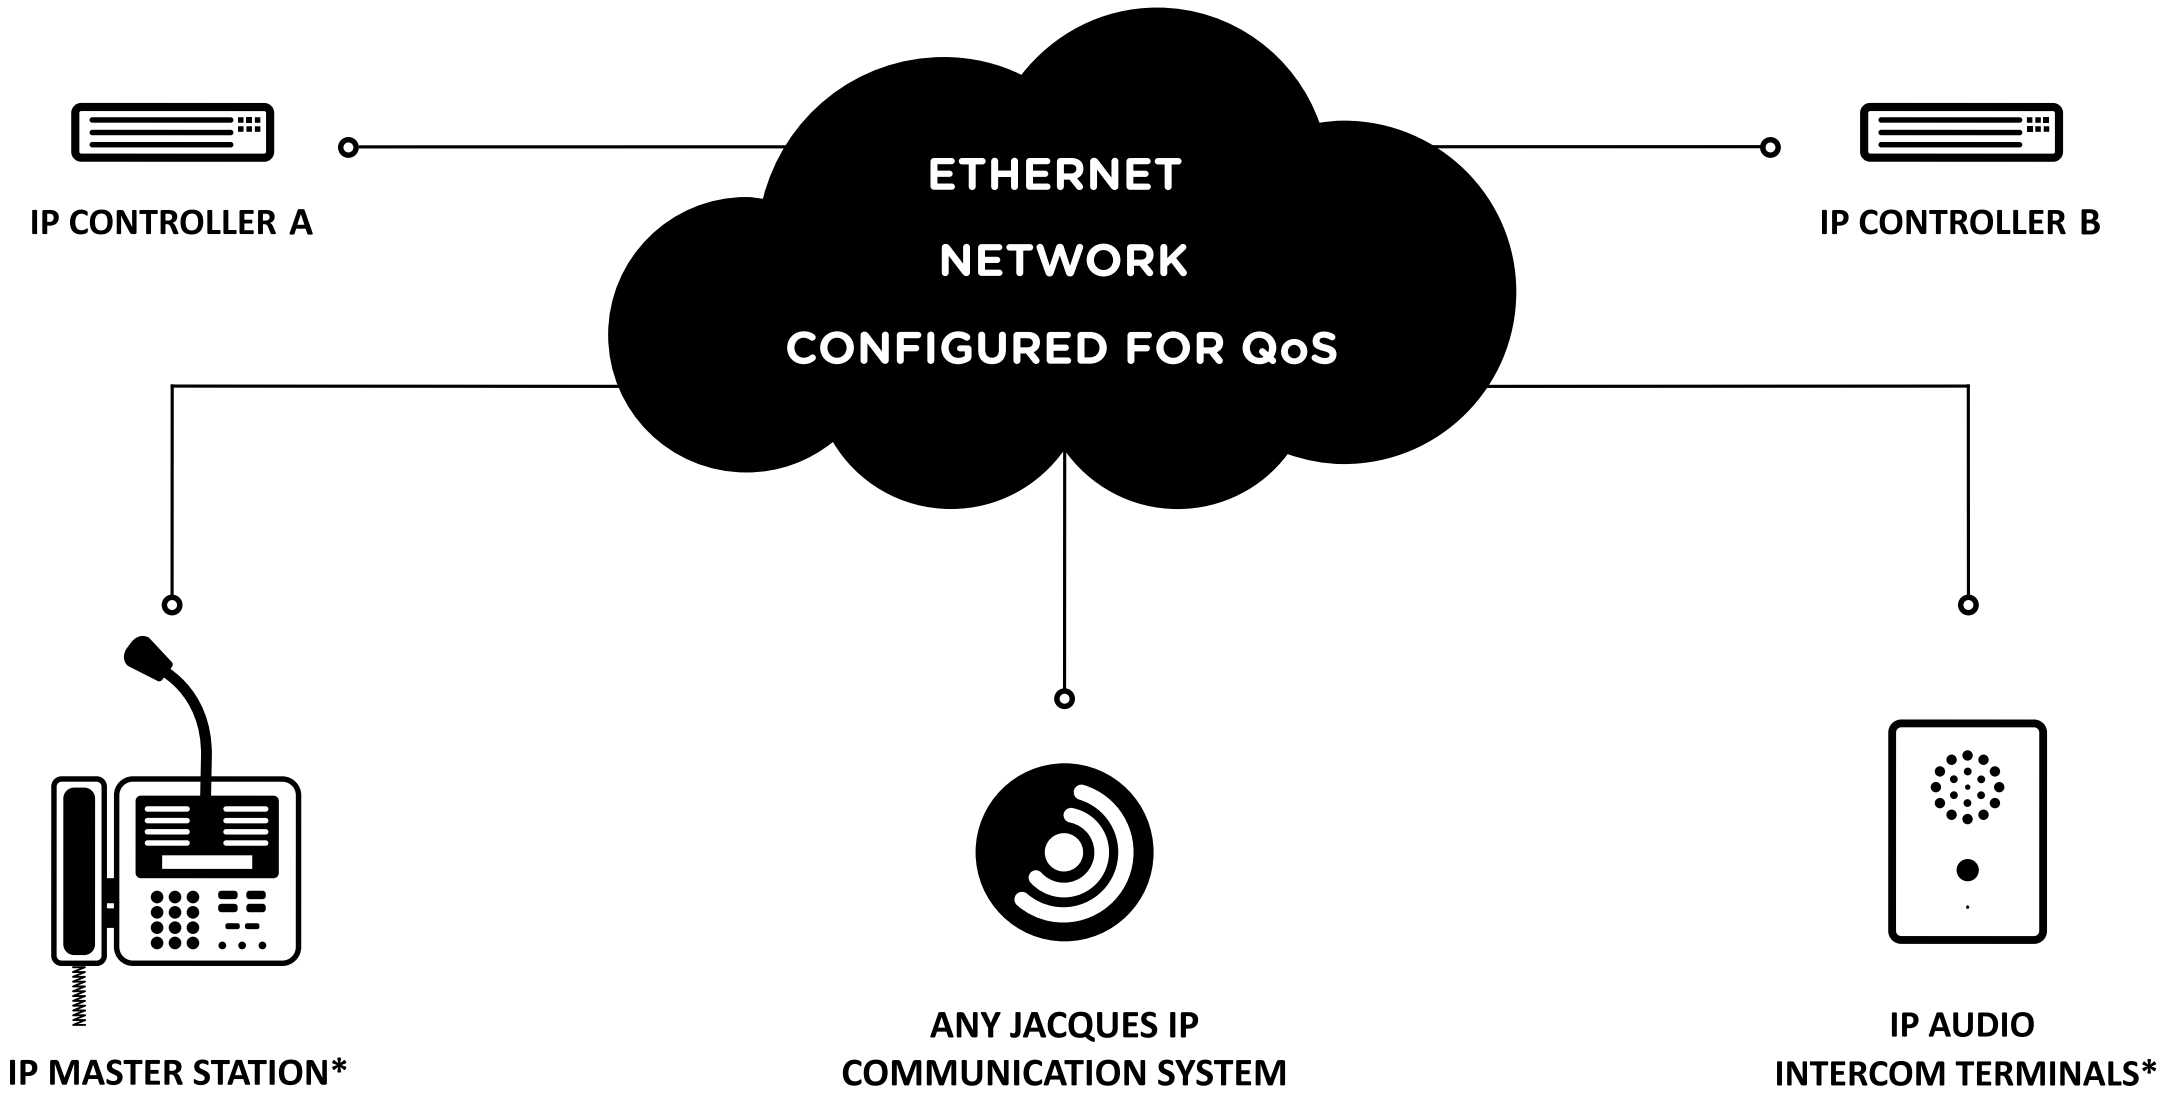 ETHERNET
NETWORK
CONFIGURED FOR QoS
IP CONTROLLER A
IP CONTROLLER B
IP MASTER STATION*
ANY JACQUES IP
COMMUNICATION SYSTEM
IP AUDIO
INTERCOM TERMINALS*